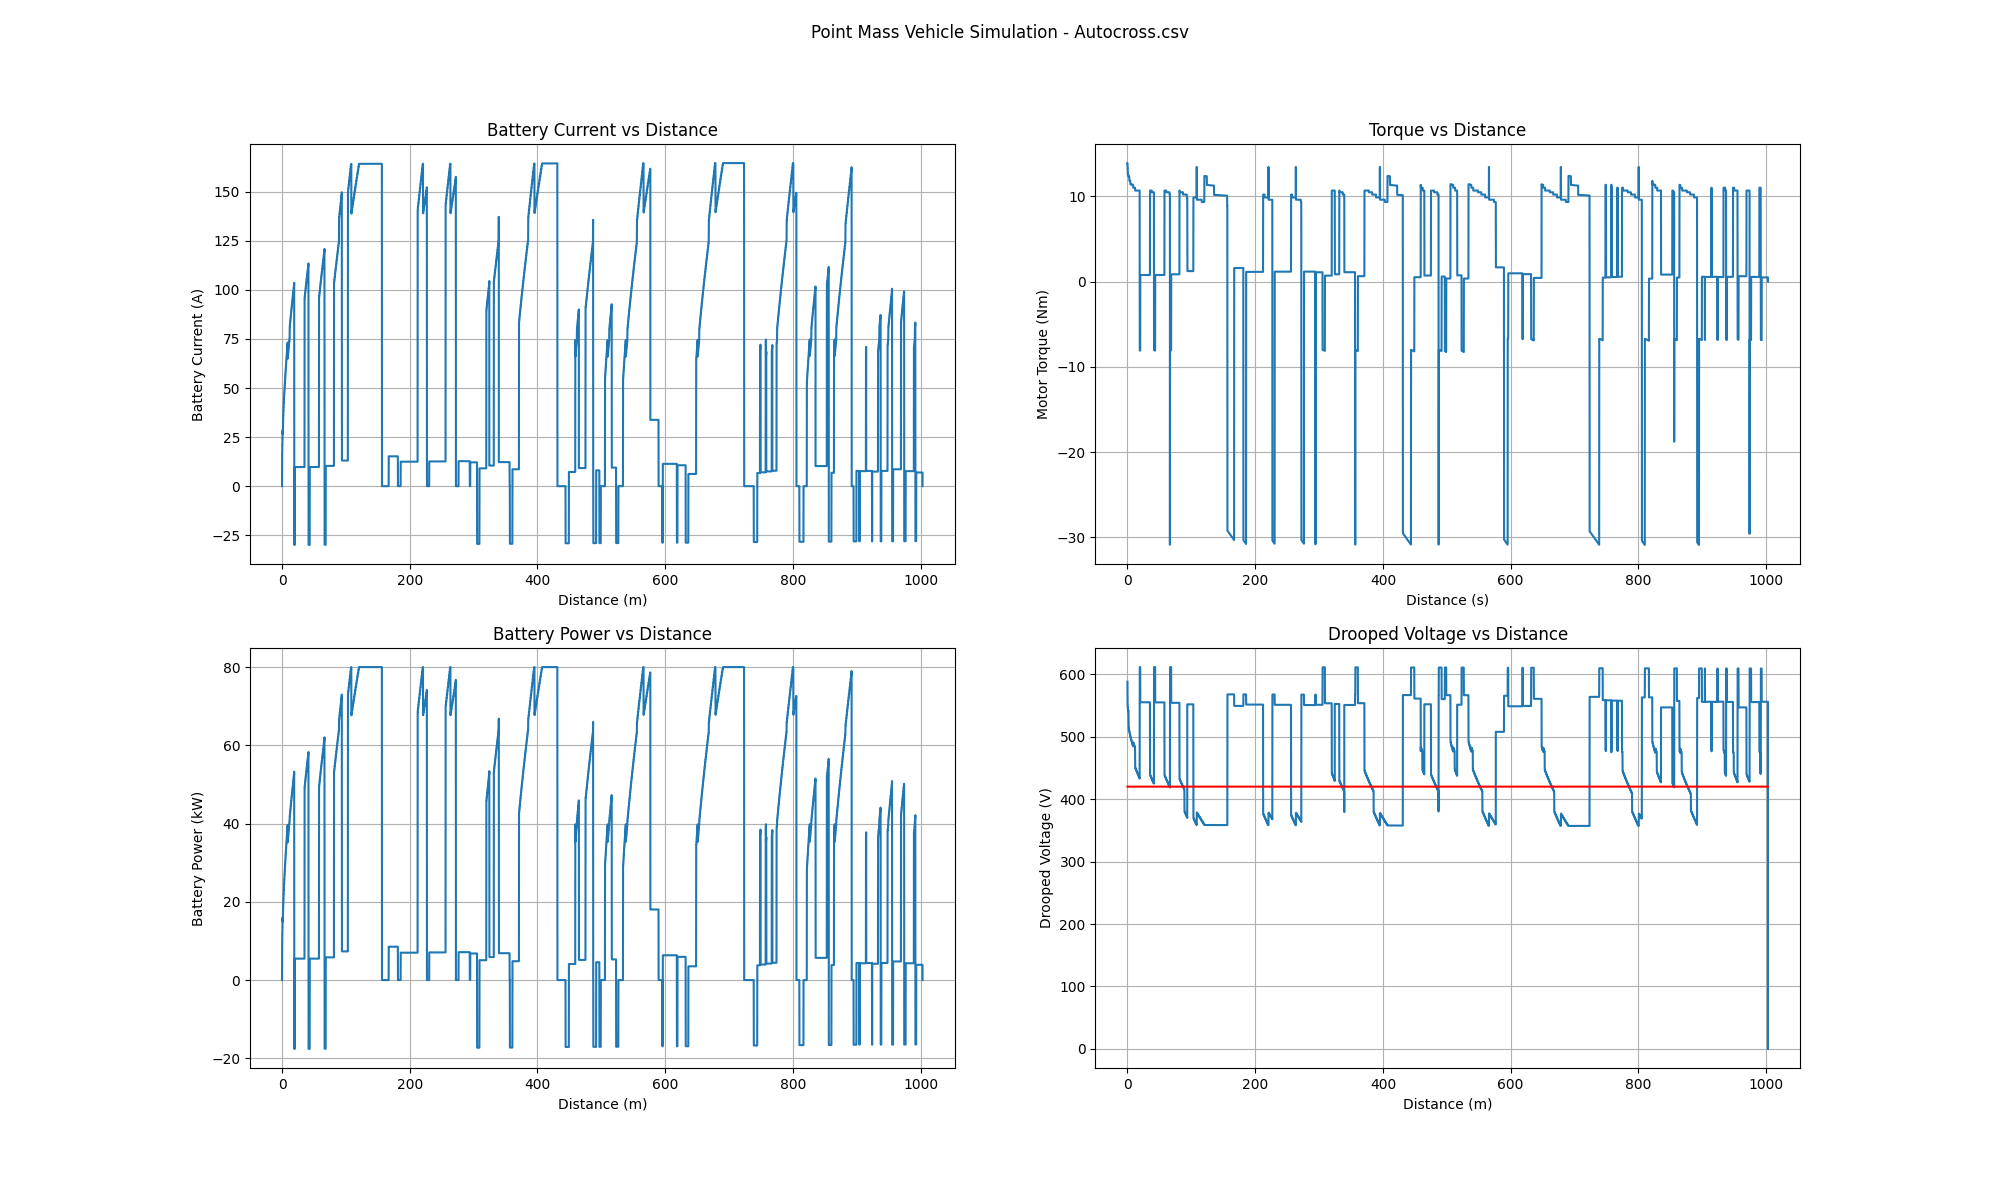 Point Mass Vehicle Simulation - Autocross.csv
Battery Current vs Distance
Battery Current (A)
150
125
100
75
50
25
0
−25
0 200 400 600 800 1000
Distance (m)
Torque vs Distance
Motor Torque (Nm)
10
0
−10
−20
−30
0 200 400 600 800 1000
Distance (s)
Battery Power vs Distance
Battery Power (kW)
80
60
40
20
0
−20
0 200 400 600 800 1000
Distance (m)
Drooped Voltage vs Distance
Drooped Voltage (V)
600
500
400
300
200
100
0
0 200 400 600 800 1000
Distance (m)